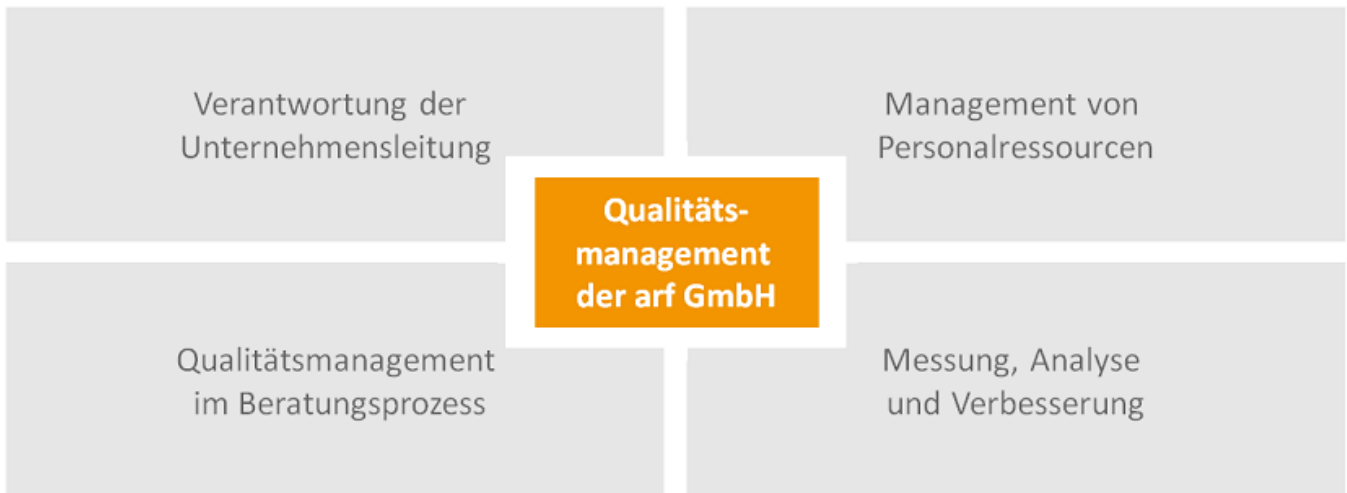 Verantwortung der
Unternehmensleitung
Management von
Personalressourcen
Qualitäts-
management
der arf GmbH
Qualitätsmanagement
im Beratungsprozess
Messung, Analyse
und Verbesserung